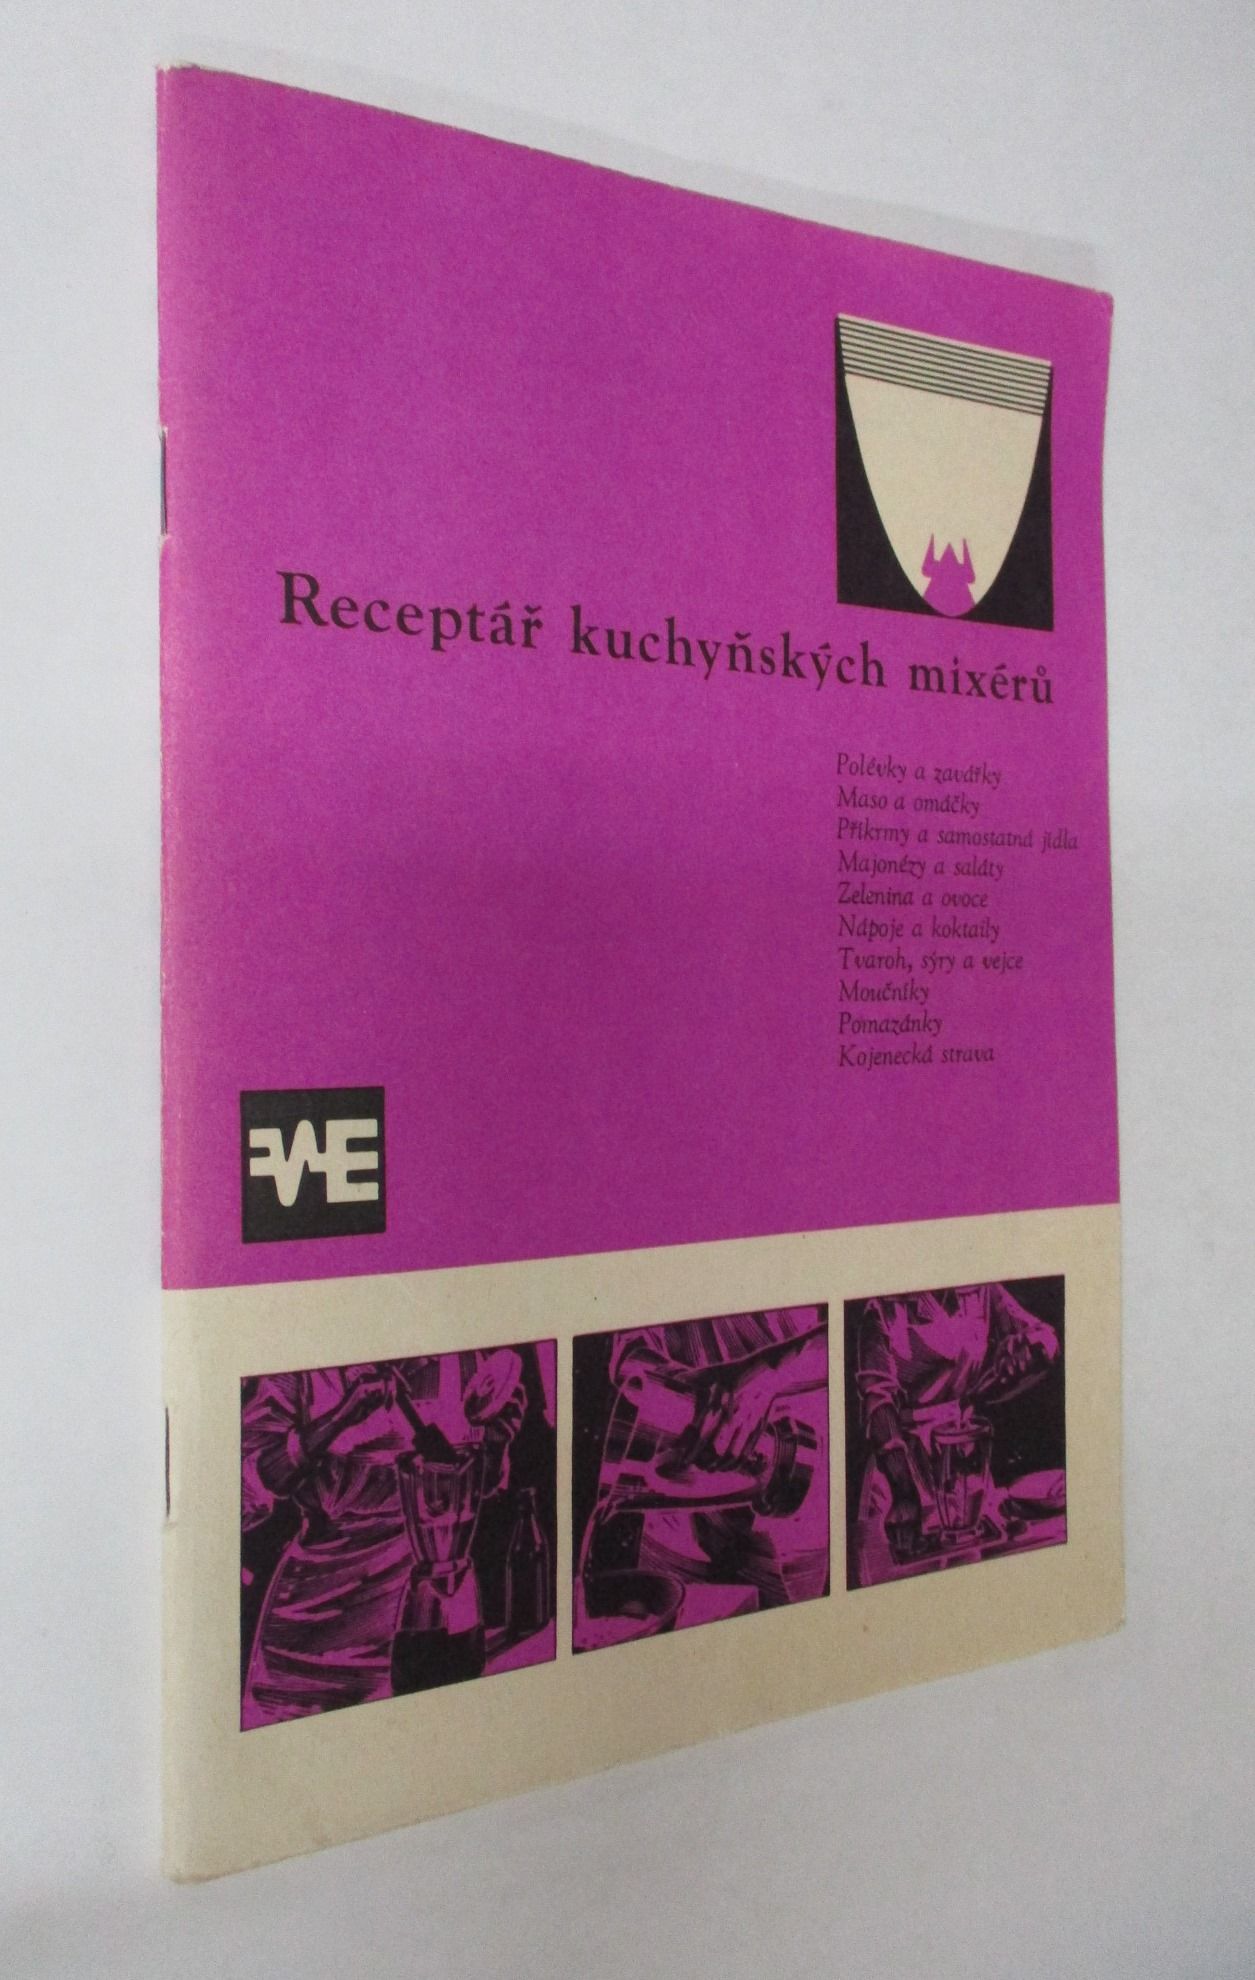 Receptář kuchyňských mixérů
Polévky a zavářky
Maso a omáčky
Příkrmy a samostatná jídla
Majonézy a saláty
Zelenina a ovoce
Nápoje a koktaily
Tvaroh, sýry a vejce
Moučníky
Pomazánky
Kojenecká strava